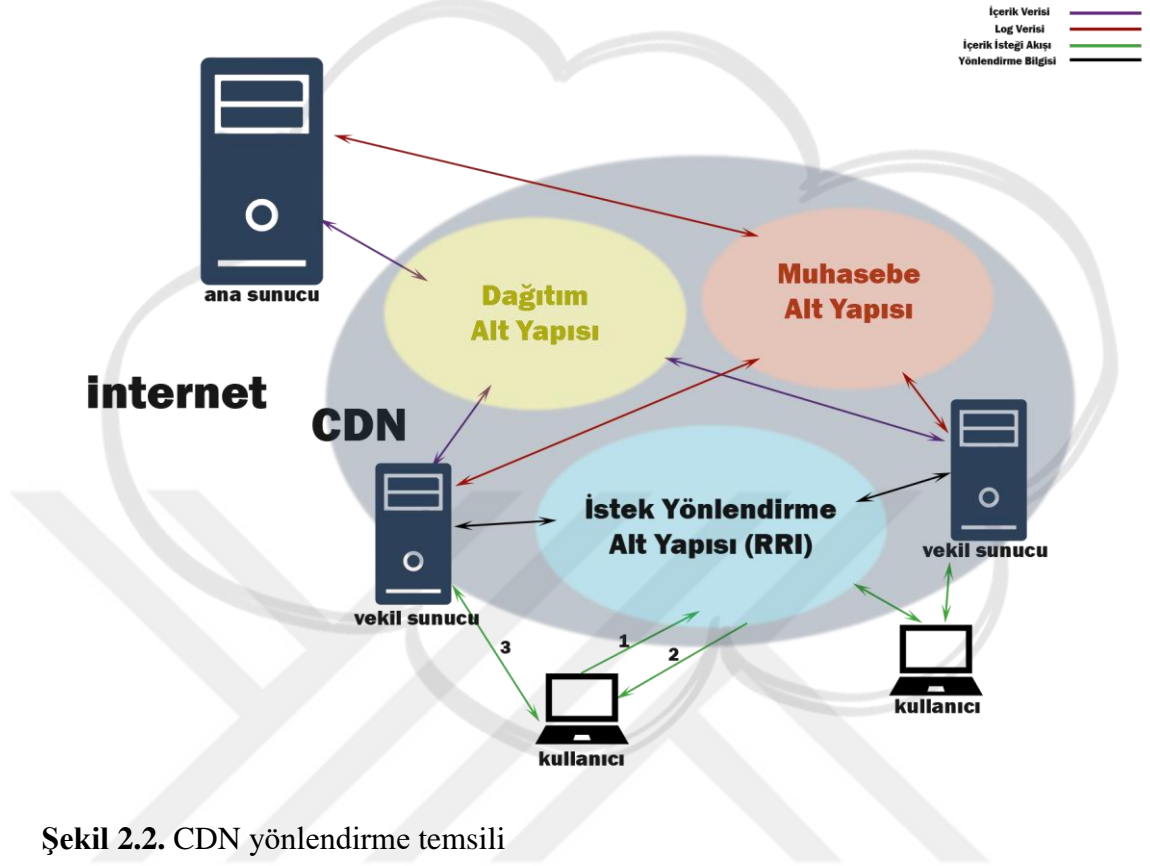 İçerik Verisi
Log Verisi
İçerik İsteği Akışı
Yönlendirme Bilgisi
ana sunucu
Dağıtım
Alt Yapısı
Muhasebe
Alt Yapısı
internet
CDN
İstek Yönlendirme
Alt Yapısı (RRI)
vekil sunucu
vekil sunucu
3
1
2
kullanıcı
kullanıcı
Şekil 2.2. CDN yönlendirme temsili